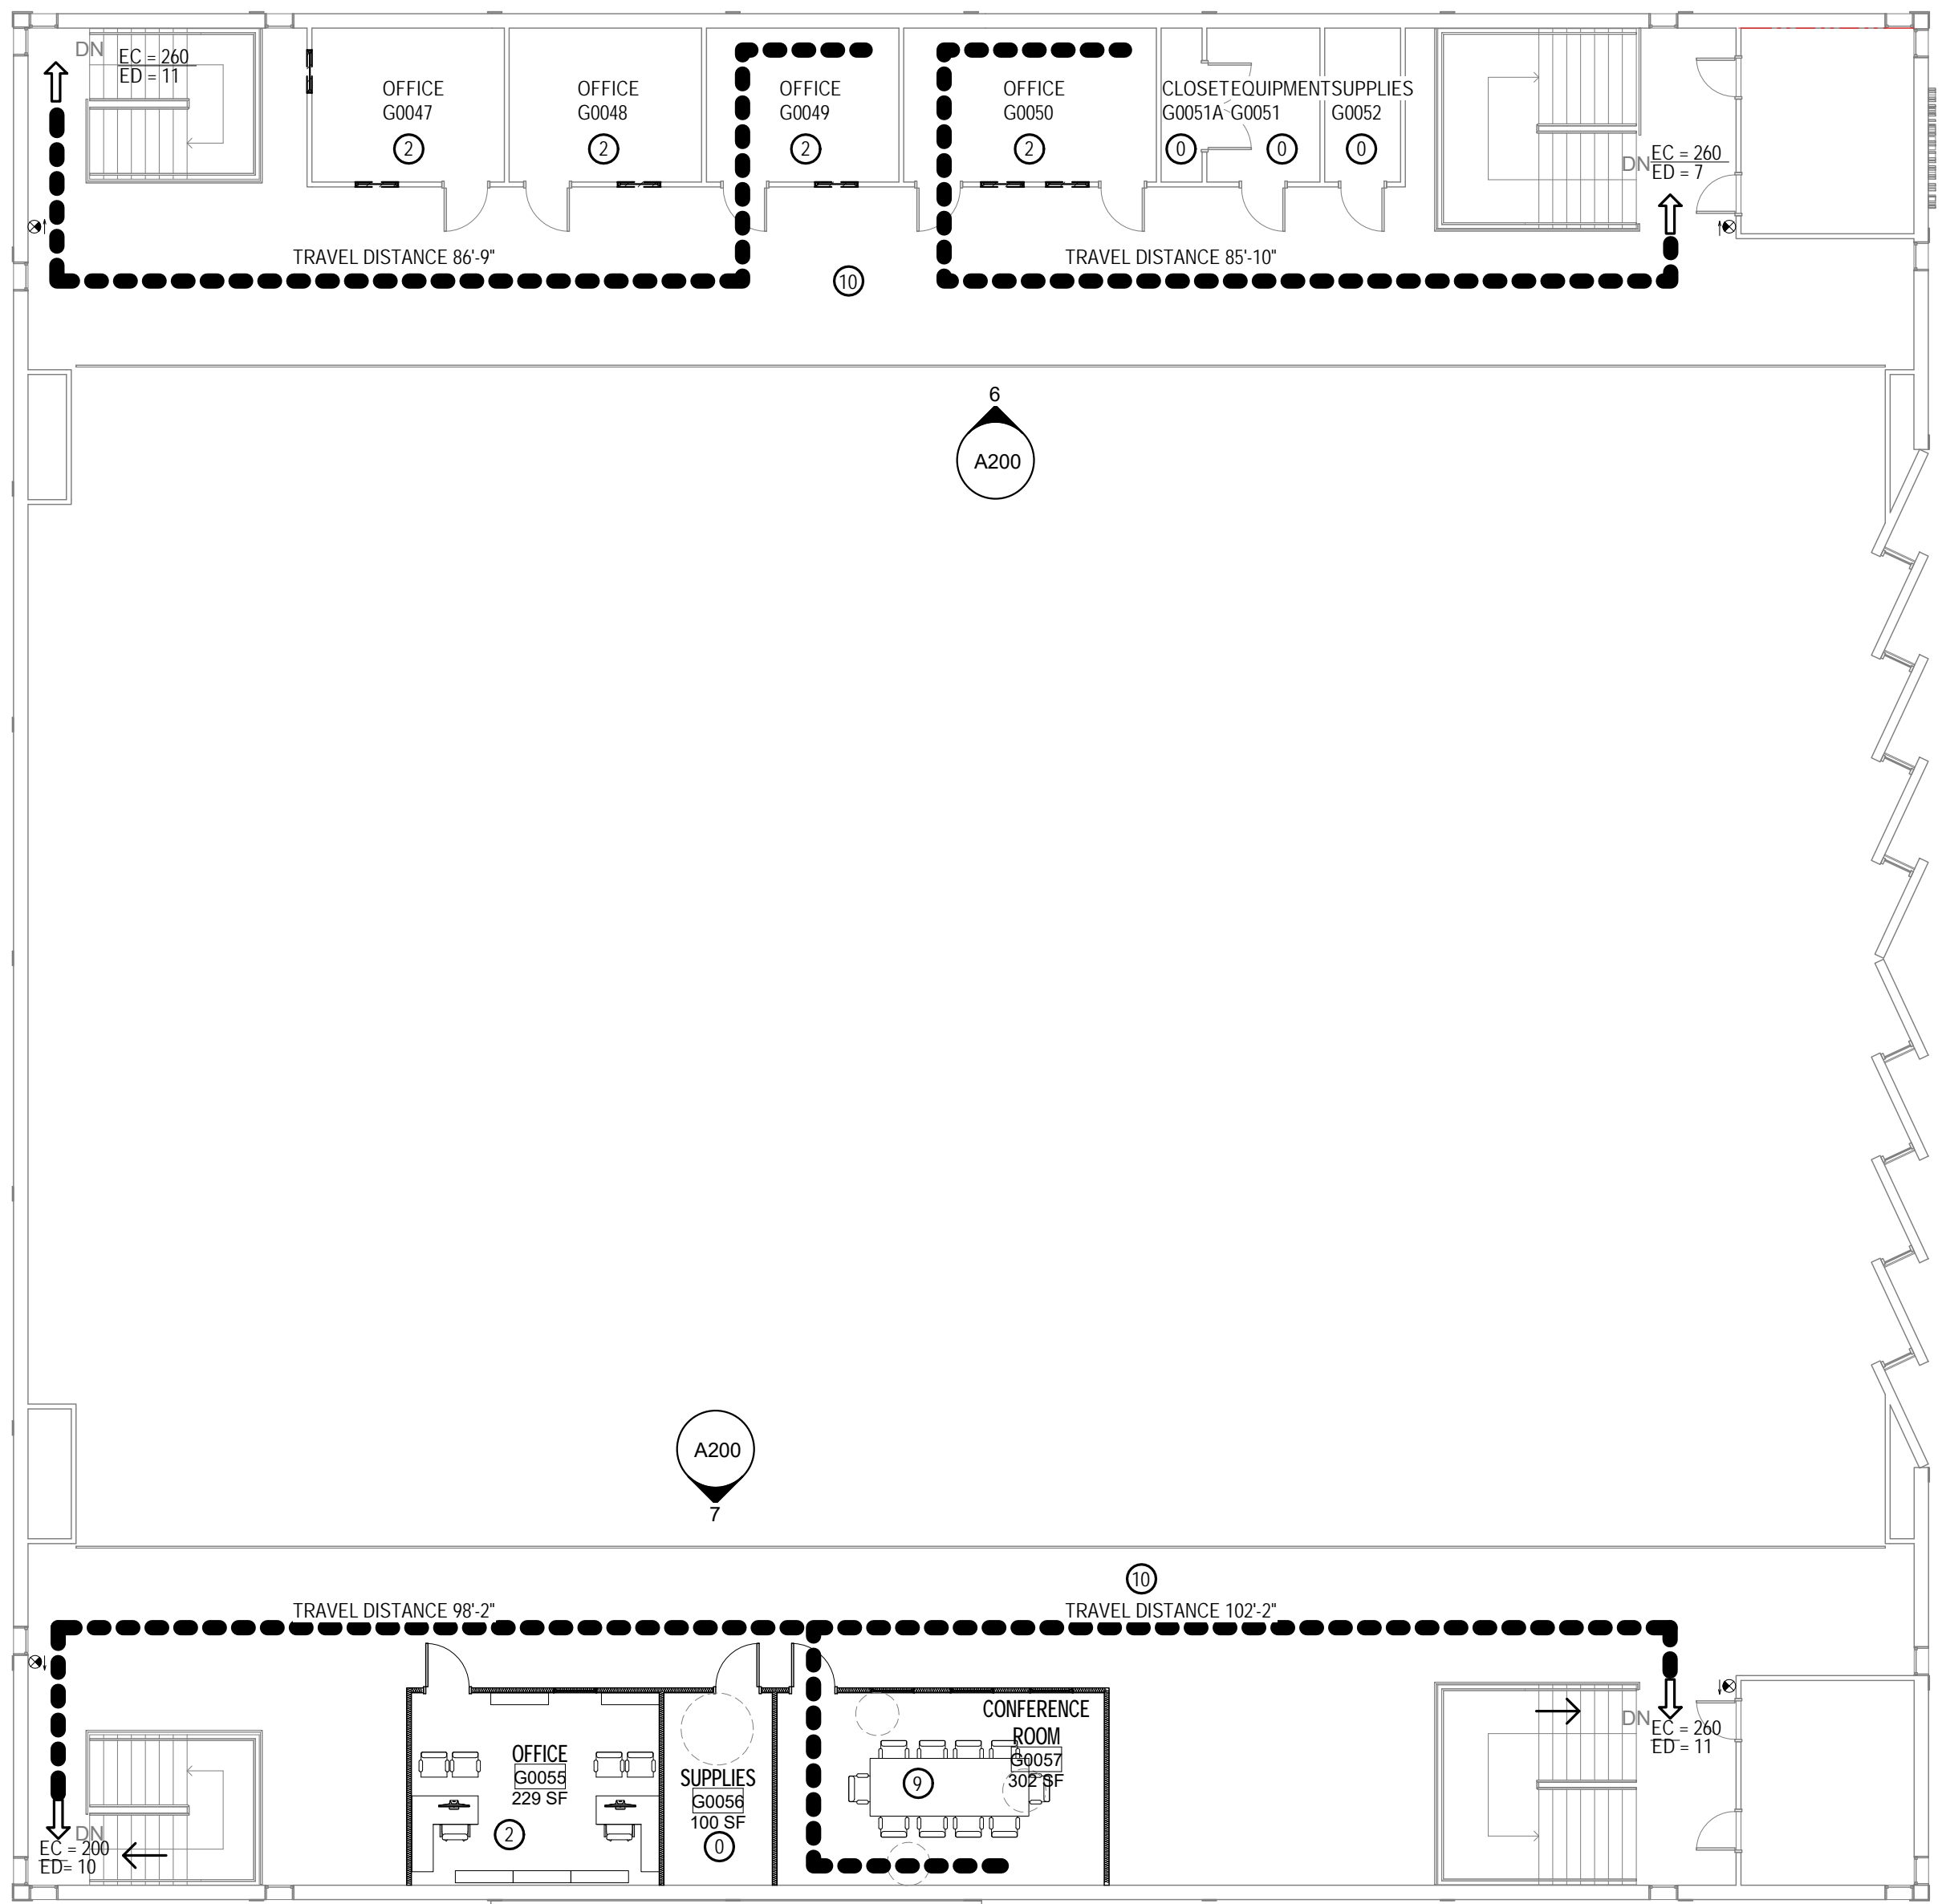 DN
EC = 260
ED = 11
OFFICE
G0047
2
OFFICE
G0048
2
OFFICE
G0049
2
OFFICE
G0050
2
CLOSET
G0051A
0
EQUIPMENT
G0051
0
SUPPLIES
G0052
0
DN
EC = 260
ED = 7
TRAVEL DISTANCE 86'-9"
10
TRAVEL DISTANCE 85'-10"
6
A200
A200
7
10
TRAVEL DISTANCE 98'-2"
TRAVEL DISTANCE 102'-2"
OFFICE
G0055
229 SF
2
SUPPLIES
G0056
100 SF
0
CONFERENCE
ROOM
G0057
302 SF
9
DN
EC = 260
ED = 11
DN
EC = 200
ED= 10